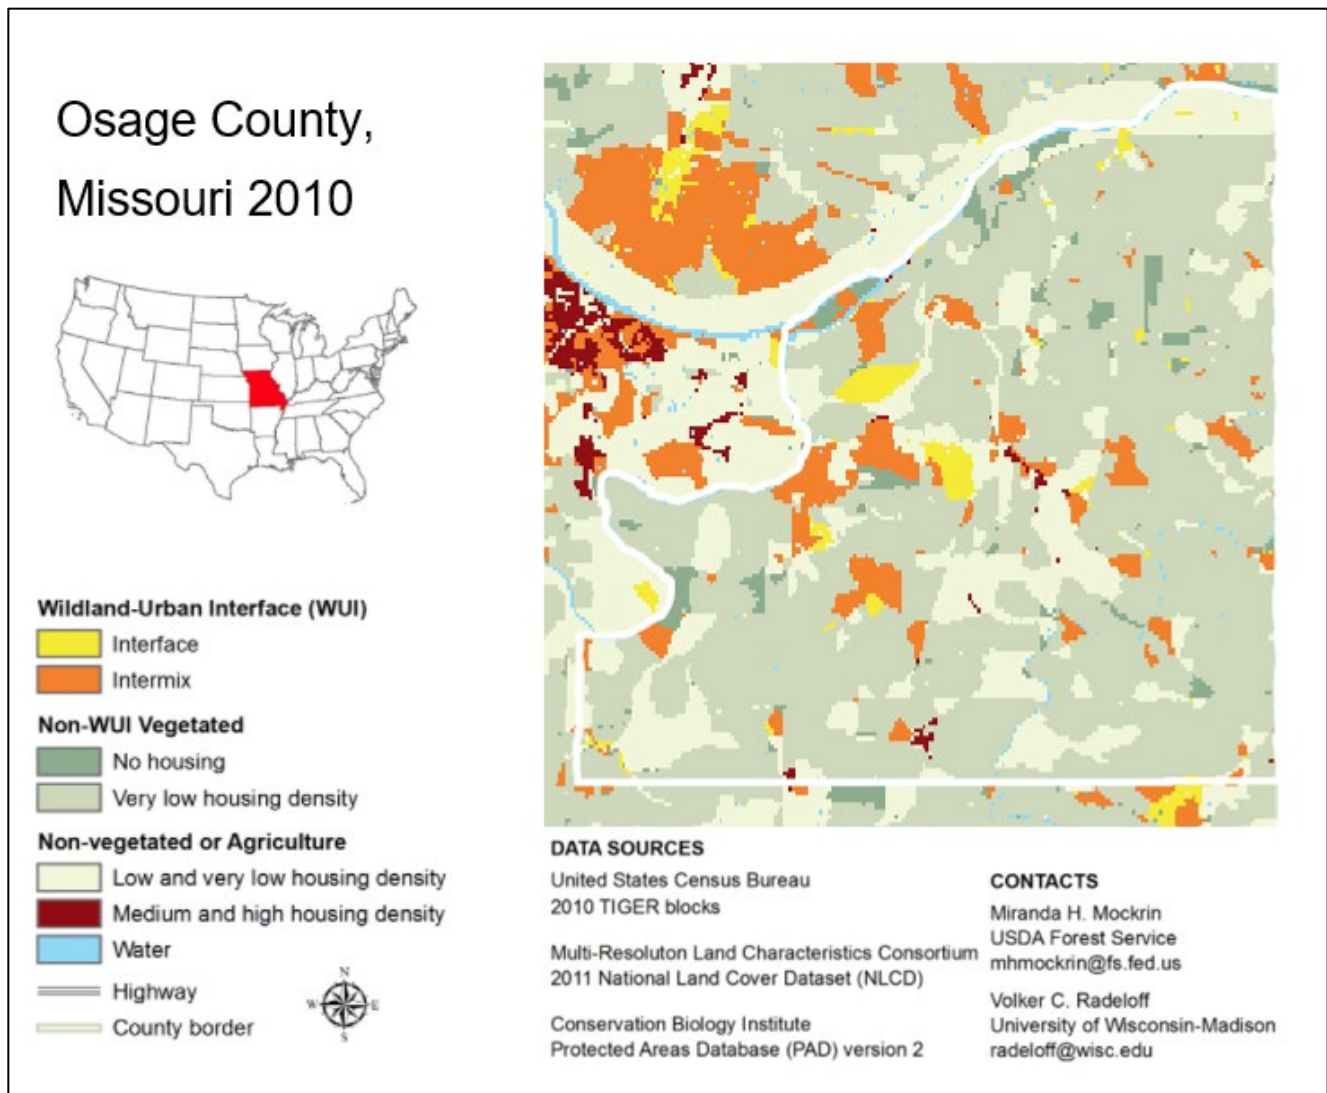 Osage County,
Missouri 2010
Wildland-Urban Interface (WUI)
Interface
Intermix
Non-WUI Vegetated
No housing
Very low housing density
Non-vegetated or Agriculture
Low and very low housing density
Medium and high housing density
Water
Highway
County border
N
W
E
S
DATA SOURCES
United States Census Bureau
2010 TIGER blocks
Multi-Resoluton Land Characteristics Consortium
2011 National Land Cover Dataset (NLCD)
Conservation Biology Institute
Protected Areas Database (PAD) version 2
CONTACTS
Miranda H. Mockrin
USDA Forest Service
mhmockrin@fs.fed.us
Volker C. Radeloff
University of Wisconsin-Madison
radeloff@wisc.edu